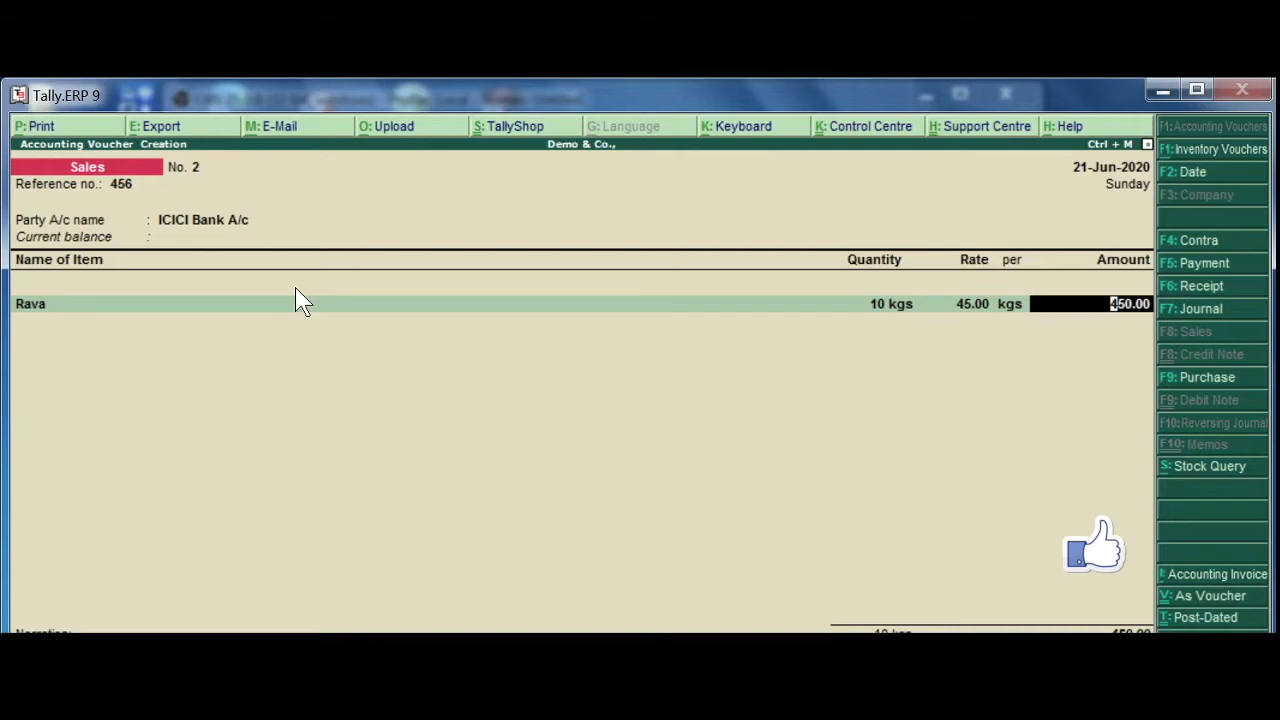 Tally.ERP 9
P: Print E: Export M: E-Mail O: Upload S: TallyShop G: Language K: Keyboard K: Control Centre H: Support Centre H: Help
Accounting Voucher Creation Demo & Co., Ctrl + M
Sales No. 2 21-Jun-2020
Reference no.: 456 Sunday
Party A/c name : ICICI Bank A/c
Current balance :
Name of Item Quantity Rate per Amount
Rava 10 kgs 45.00 kgs 450.00
F1: Accounting Vouchers
F1: Inventory Vouchers
F2: Date
F3: Company
F4: Contra
F5: Payment
F6: Receipt
F7: Journal
F8: Sales
F8: Credit Note
F9: Purchase
F9: Debit Note
F10: Reversing Journal
F10: Memos
S: Stock Query
I: Accounting Invoice
V: As Voucher
T: Post-Dated